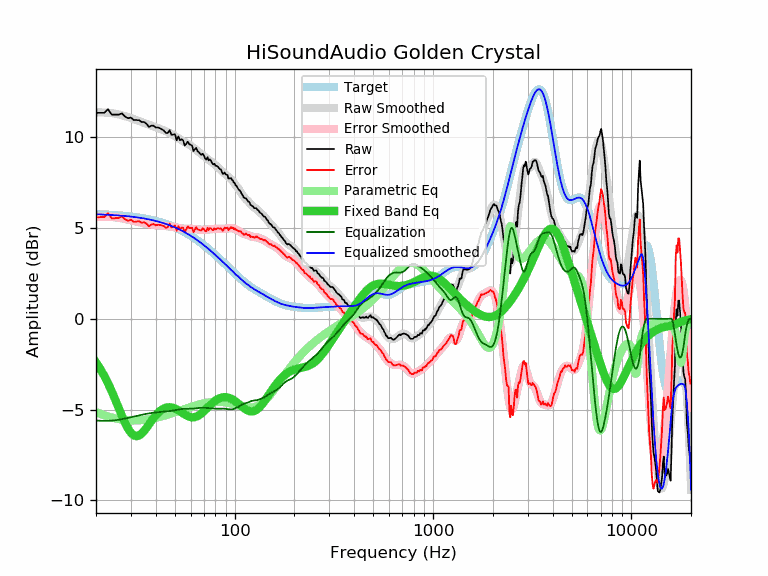 HiSoundAudio Golden Crystal
Target
Raw Smoothed
Error Smoothed
Raw
Error
Parametric Eq
Fixed Band Eq
Equalization
Equalized smoothed
10
5
0
−5
−10
Amplitude (dBr)
100 1000 10000
Frequency (Hz)